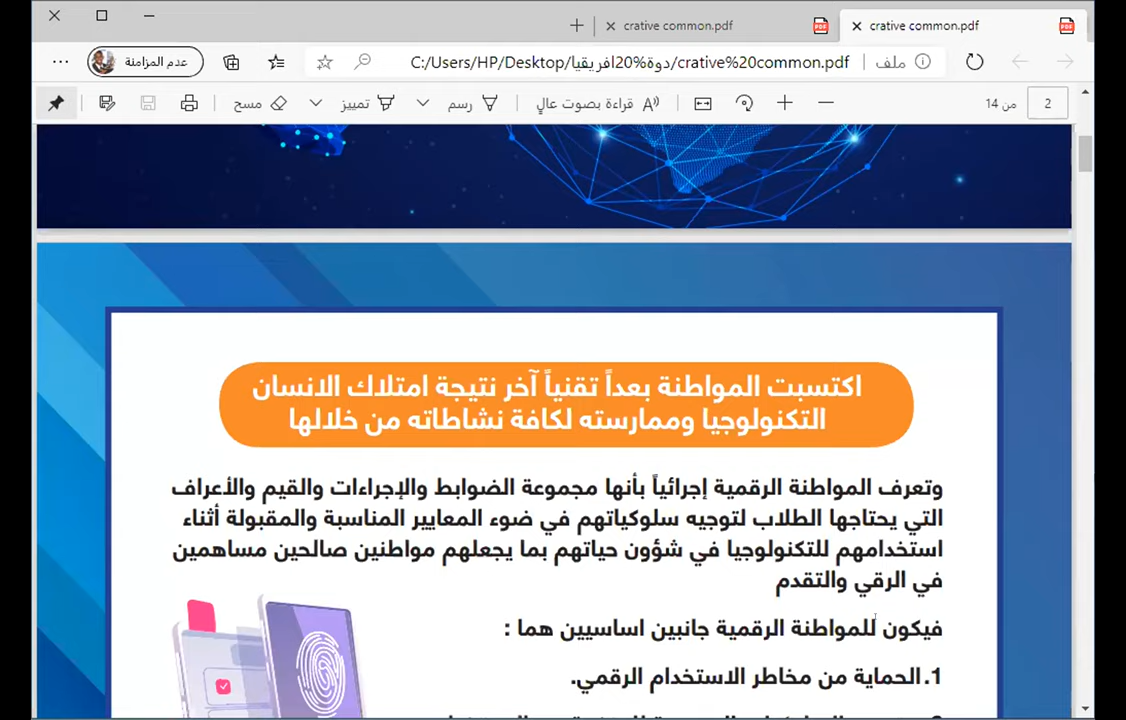 crative common.pdf
crative common.pdf
عدم المزامنة
C:/Users/HP/Desktop/دوة%20افريقيا/crative%20common.pdf
ملف
مسح
تمييز
رسم
قراءة بصوت عالٍ
من 14
2
اكتسبت المواطنة بعداً تقنياً آخر نتيجة امتلاك الانسان
التكنولوجيا وممارسته لكافة نشاطاته من خلالها
وتعرف المواطنة الرقمية إجرائياً بأنها مجموعة الضوابط والإجراءات والقيم والأعراف
التي يحتاجها الطلاب لتوجيه سلوكياتهم في ضوء المعايير المناسبة والمقبولة أثناء
استخدامهم للتكنولوجيا في شؤون حياتهم بما يجعلهم مواطنين صالحين مساهمين
في الرقي والتقدم
فيكون للمواطنة الرقمية جانبين اساسيين هما :
1. الحماية من مخاطر الاستخدام الرقمي.